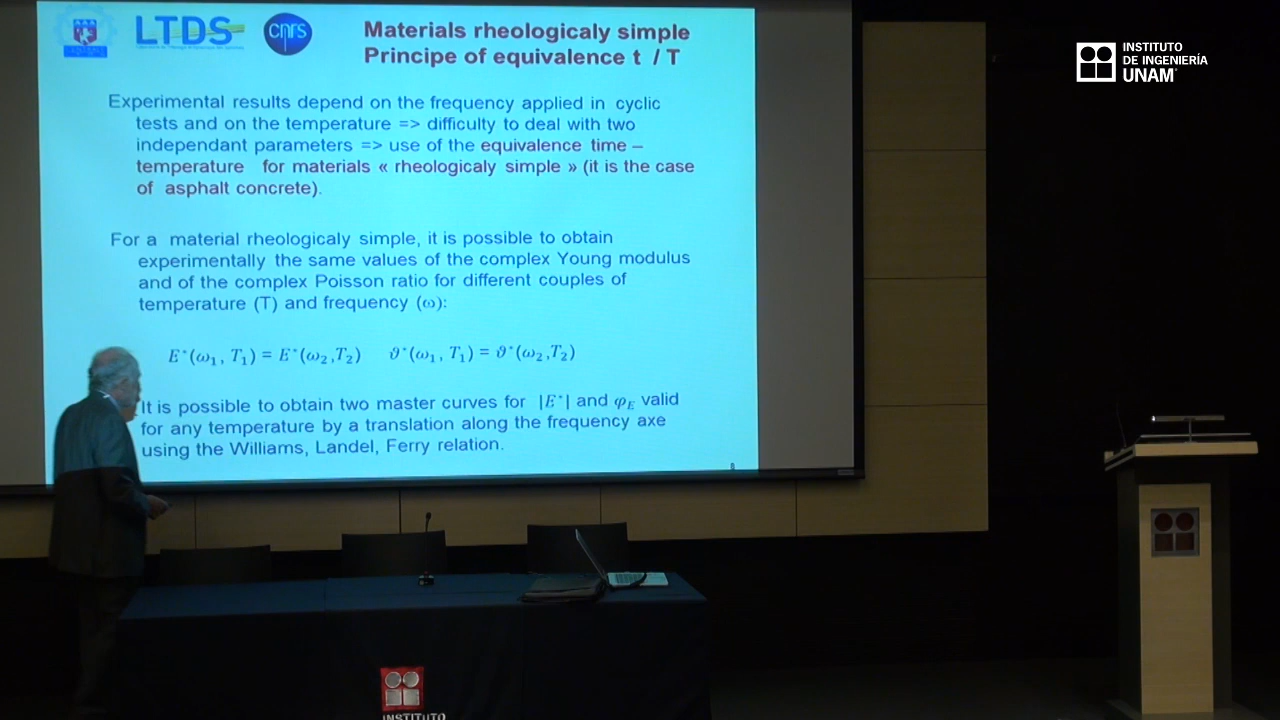 LTDS
cnrs
Materials rheologicaly simple
Principe of equivalence t / T
INSTITUTO
DE INGENIERÍA
UNAM
Experimental results depend on the frequency applied in cyclic
tests and on the temperature => difficulty to deal with two
independant parameters => use of the equivalence time –
temperature for materials « rheologicaly simple » (it is the case
of asphalt concrete).
For a material rheologicaly simple, it is possible to obtain
experimentally the same values of the complex Young modulus
and of the complex Poisson ratio for different couples of
temperature (T) and frequency (ω):
E*(ω₁, T₁) = E*(ω₂,T₂) ϑ*(ω₁, T₁) = ϑ*(ω₂,T₂)
It is possible to obtain two master curves for |E*| and φ_E valid
for any temperature by a translation along the frequency axe
using the Williams, Landel, Ferry relation.
8
INSTITUTO